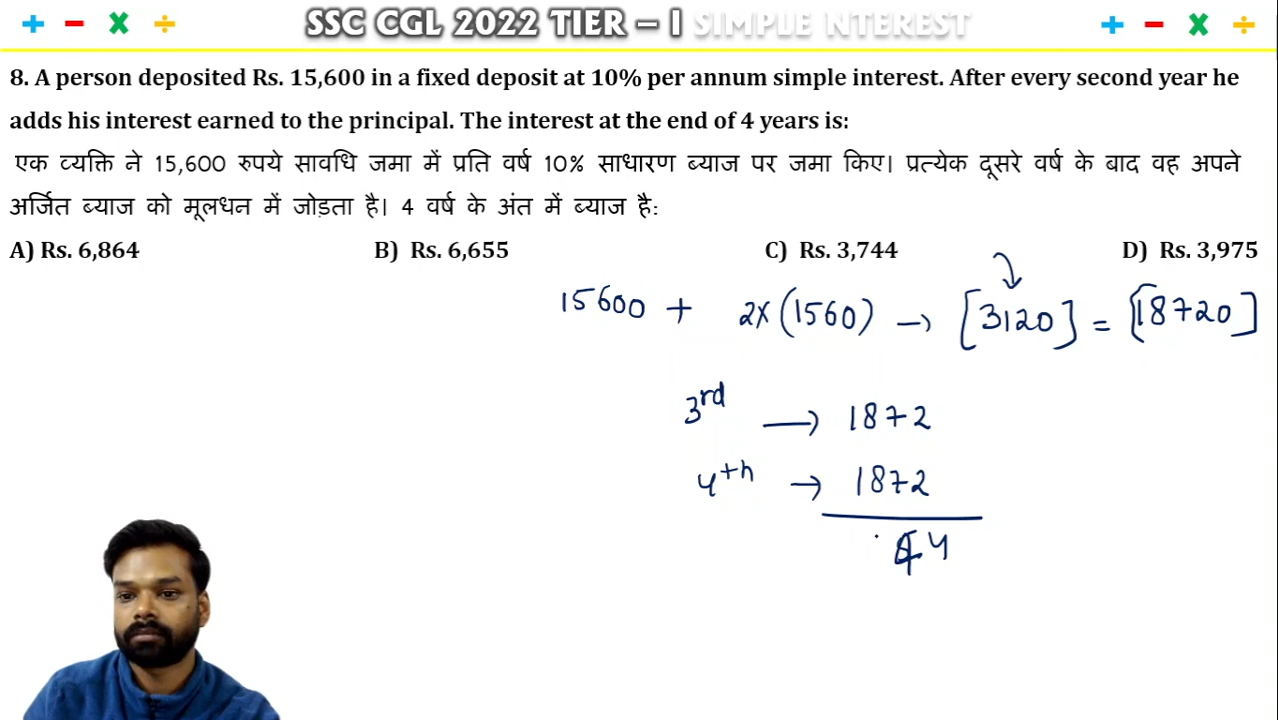 + - × ÷ SSC CGL 2022 TIER – I SIMPLE NTEREST + - × ÷
8. A person deposited Rs. 15,600 in a fixed deposit at 10% per annum simple interest. After every second year he
adds his interest earned to the principal. The interest at the end of 4 years is:
एक व्यक्ति ने 15,600 रुपये सावधि जमा में प्रति वर्ष 10% साधारण ब्याज पर जमा किए। प्रत्येक दूसरे वर्ष के बाद वह अपने
अर्जित ब्याज को मूलधन में जोड़ता है। 4 वर्ष के अंत में ब्याज है:
A) Rs. 6,864 B) Rs. 6,655 C) Rs. 3,744 D) Rs. 3,975
15600 + 2x(1560) → [3120] = [18720]
3rd → 1872
4th → 1872
44